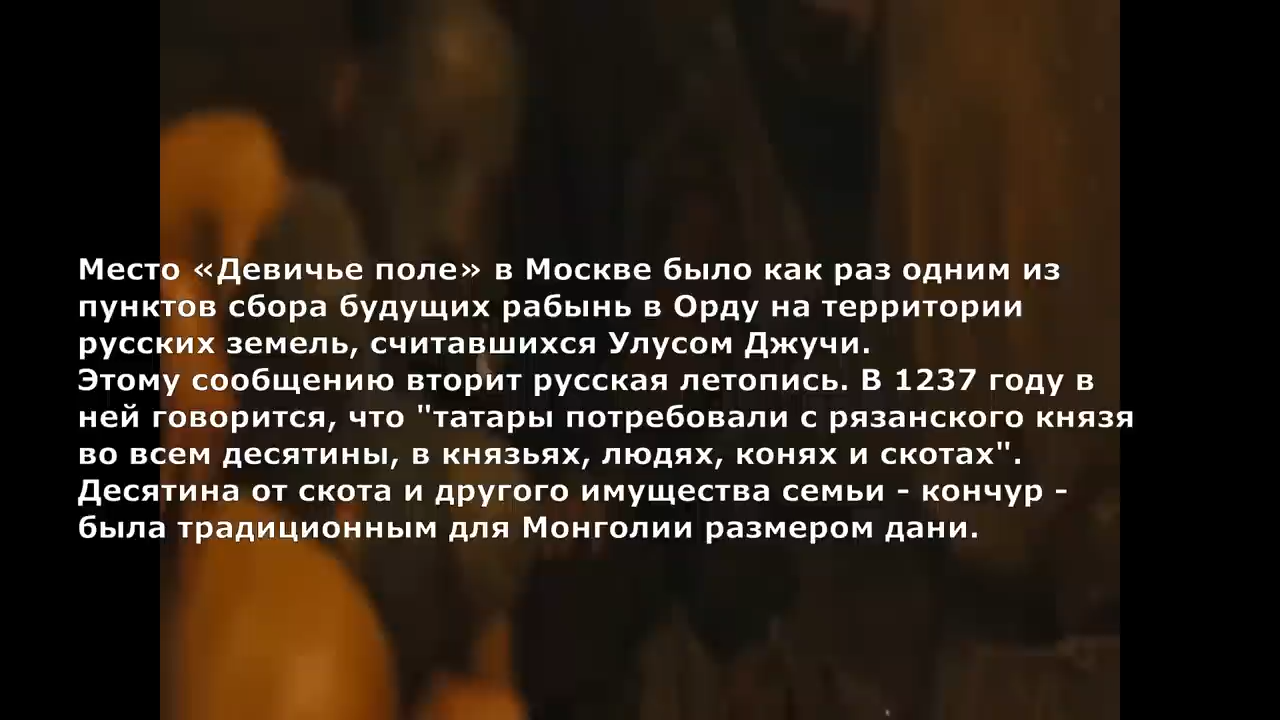 Место «Девичье поле» в Москве было как раз одним из
пунктов сбора будущих рабынь в Орду на территории
русских земель, считавшихся Улусом Джучи.
Этому сообщению вторит русская летопись. В 1237 году в
ней говорится, что "татары потребовали с рязанского князя
во всем десятины, в князьях, людях, конях и скотах".
Десятина от скота и другого имущества семьи - кончур -
была традиционным для Монголии размером дани.